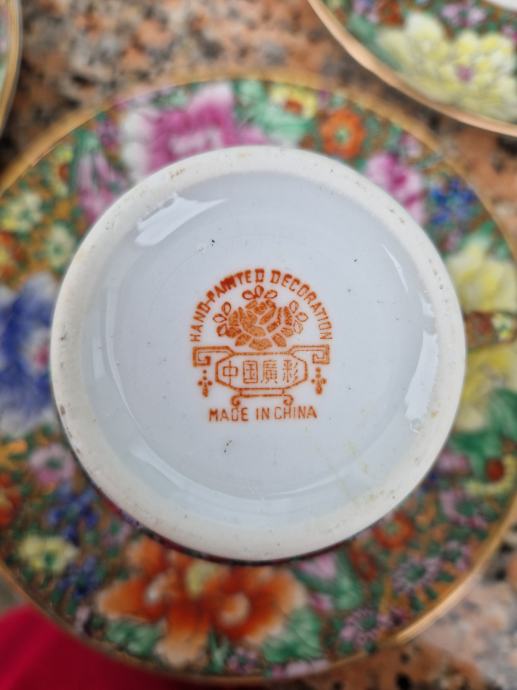 HAND-PAINTED DECORATION
中国廣彩
MADE IN CHINA